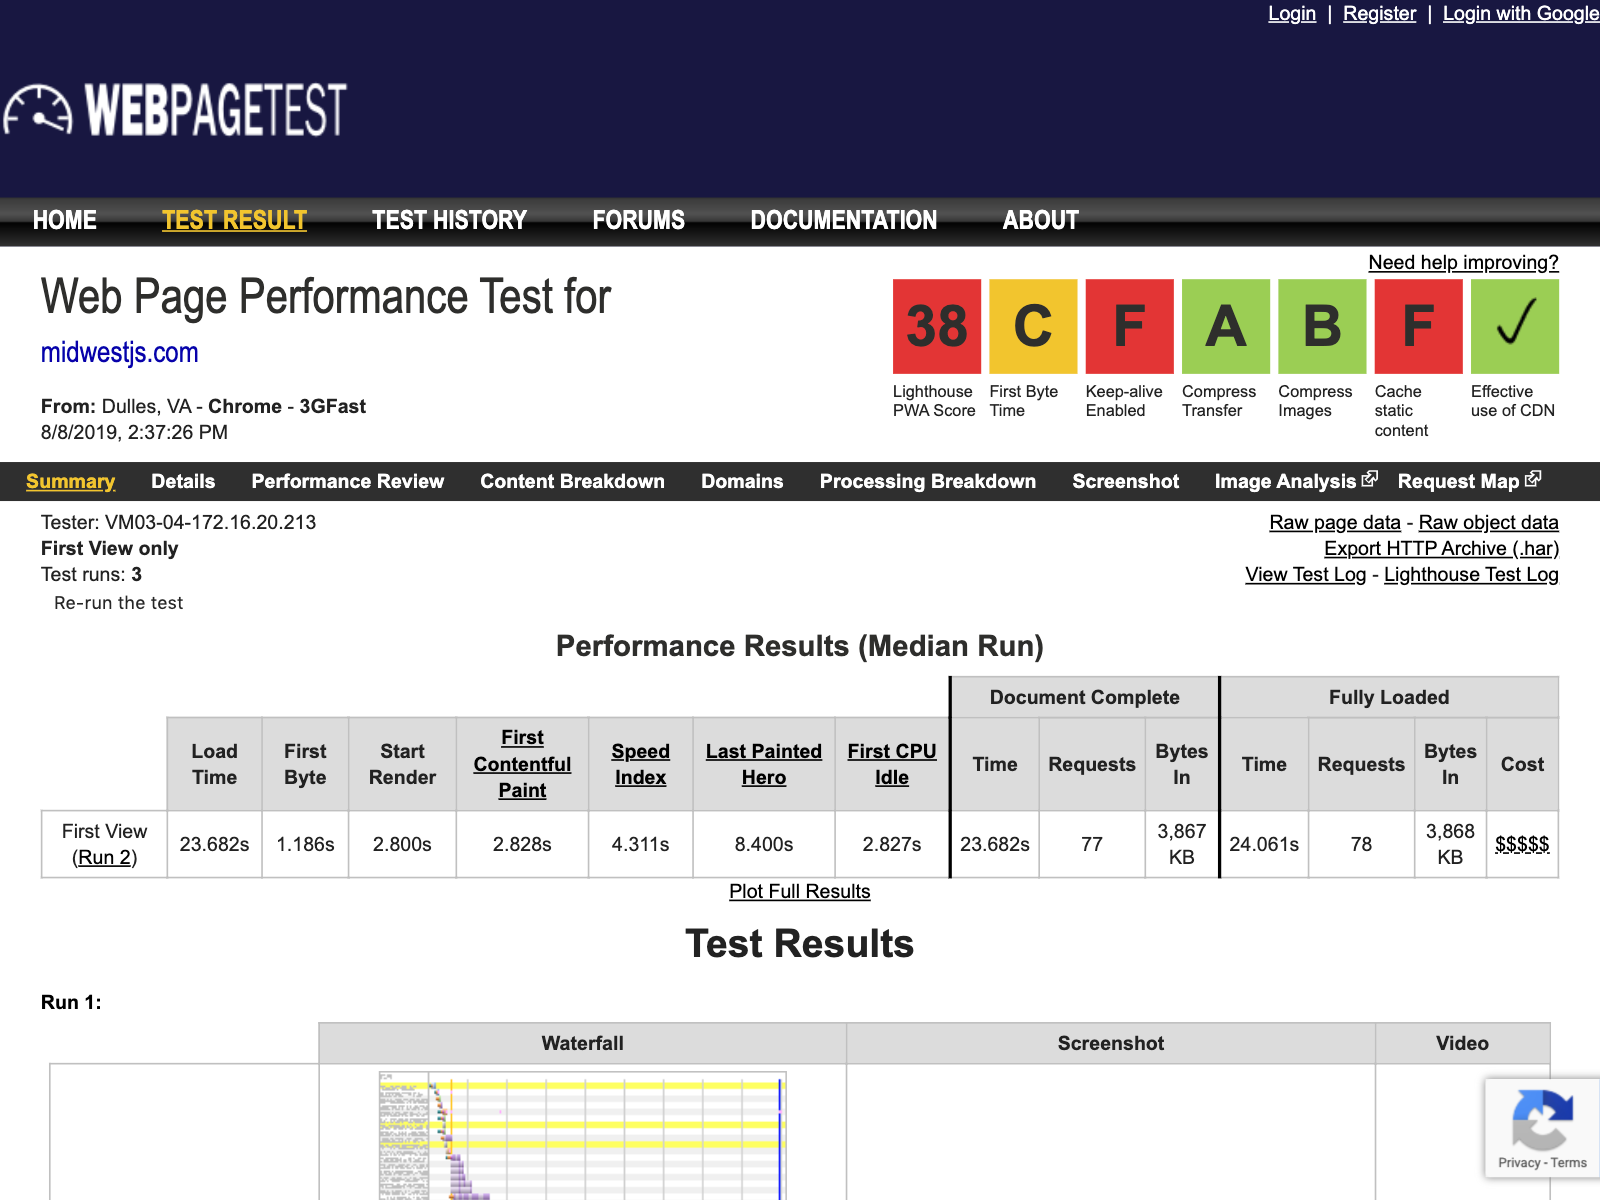 Login | Register | Login with Google
WEBPAGETEST
HOME TEST RESULT TEST HISTORY FORUMS DOCUMENTATION ABOUT
Need help improving?
Web Page Performance Test for
midwestjs.com
From: Dulles, VA - Chrome - 3GFast
8/8/2019, 2:37:26 PM
38 C F A B F
Lighthouse PWA Score
First Byte Time
Keep-alive Enabled
Compress Transfer
Compress Images
Cache static content
Effective use of CDN
Summary Details Performance Review Content Breakdown Domains Processing Breakdown Screenshot Image Analysis Request Map
Tester: VM03-04-172.16.20.213
First View only
Test runs: 3
Re-run the test
Raw page data - Raw object data
Export HTTP Archive (.har)
View Test Log - Lighthouse Test Log
Performance Results (Median Run)
Document Complete Fully Loaded
Load Time First Byte Start Render First Contentful Paint Speed Index Last Painted Hero First CPU Idle Time Requests Bytes In Time Requests Bytes In Cost
First View (Run 2) 23.682s 1.186s 2.800s 2.828s 4.311s 8.400s 2.827s 23.682s 77 3,867 KB 24.061s 78 3,868 KB $$$$$
Plot Full Results
Test Results
Run 1:
Waterfall Screenshot Video
Privacy - Terms